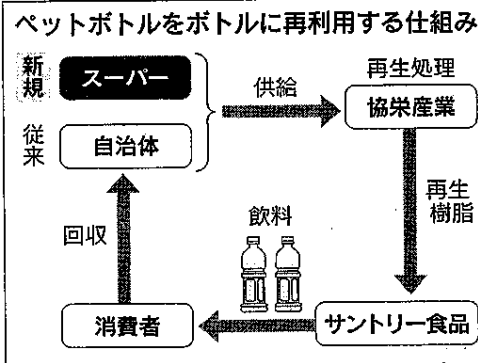 ペットボトルをボトルに再利用する仕組み
新規
スーパー
従来
自治体
供給
再生処理
協栄産業
再生
樹脂
回収
飲料
消費者
サントリー食品